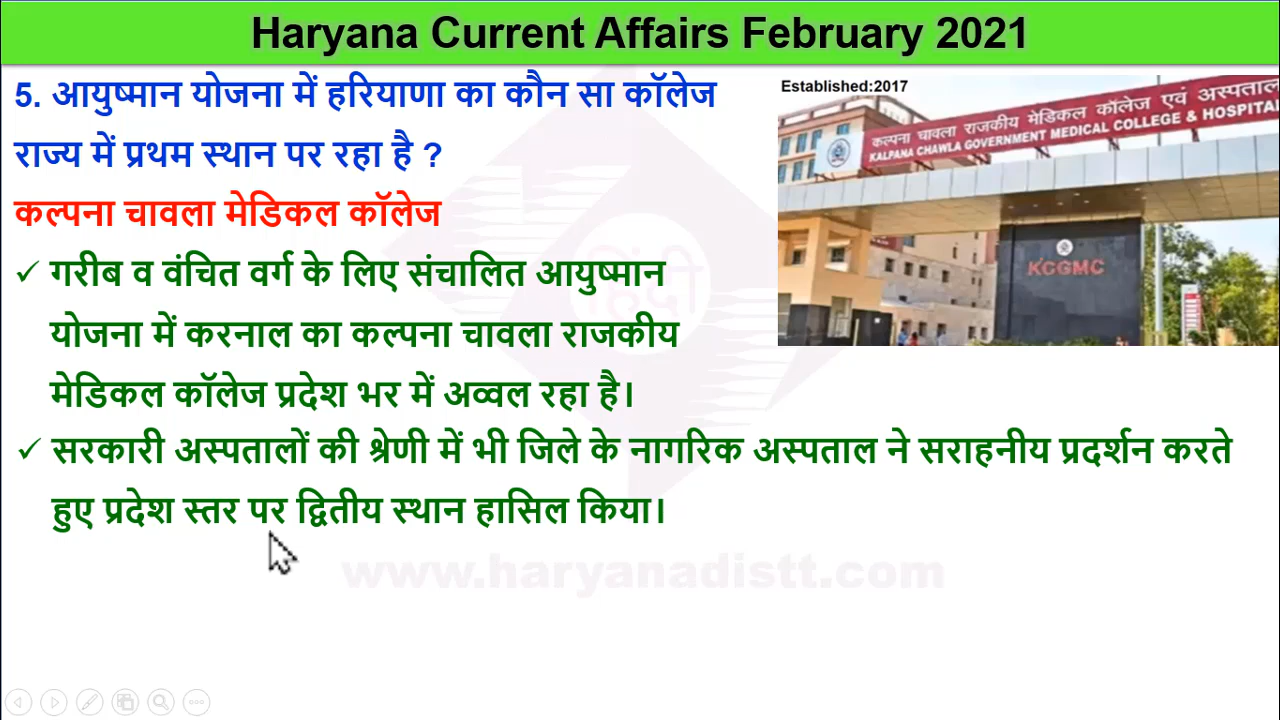 Haryana Current Affairs February 2021
5. आयुष्मान योजना में हरियाणा का कौन सा कॉलेज
राज्य में प्रथम स्थान पर रहा है ?
कल्पना चावला मेडिकल कॉलेज
✓ गरीब व वंचित वर्ग के लिए संचालित आयुष्मान
योजना में करनाल का कल्पना चावला राजकीय
मेडिकल कॉलेज प्रदेश भर में अव्वल रहा है।
✓ सरकारी अस्पतालों की श्रेणी में भी जिले के नागरिक अस्पताल ने सराहनीय प्रदर्शन करते
हुए प्रदेश स्तर पर द्वितीय स्थान हासिल किया।
Established:2017
कल्पना चावला राजकीय मेडिकल कॉलेज एवं अस्पताल
KALPANA CHAWLA GOVERNMENT MEDICAL COLLEGE & HOSPITAL
KCGMC
हिंदी
www.haryanadistt.com